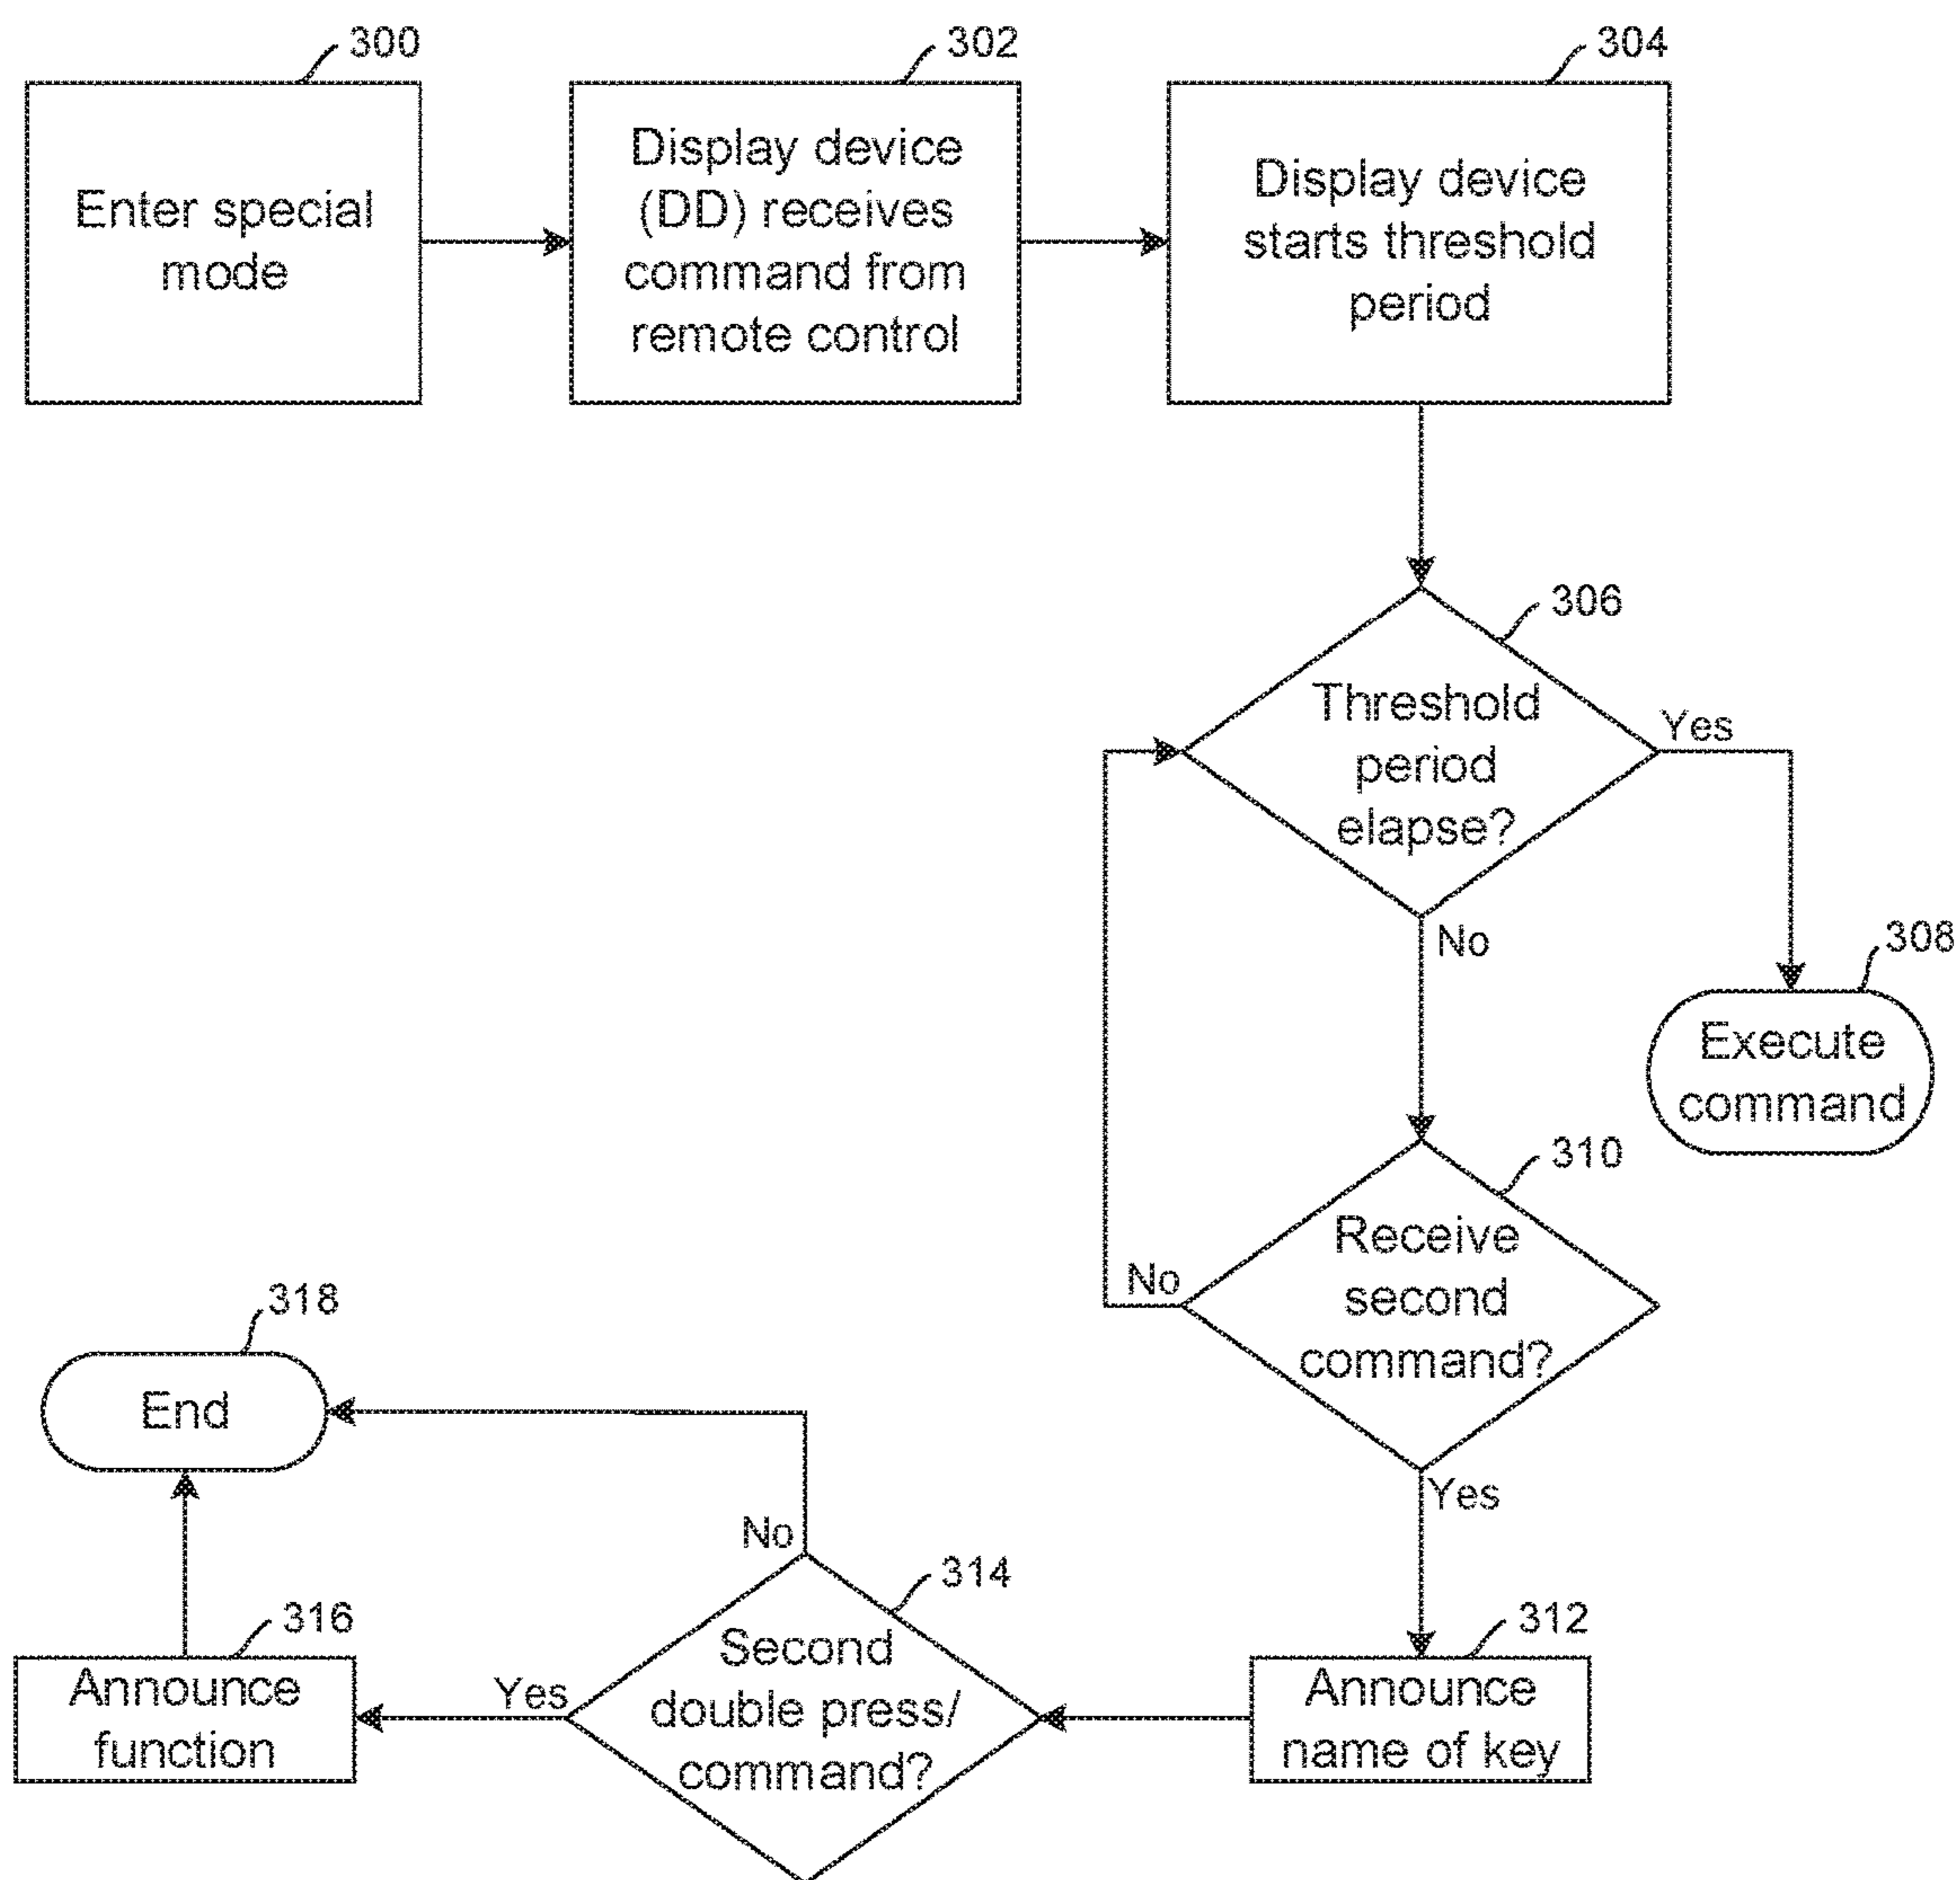 300
Enter special
mode
302
Display device
(DD) receives
command from
remote control
304
Display device
starts threshold
period
306
Threshold
period
elapse?
Yes
No
308
Execute
command
310
Receive
second
command?
No
Yes
312
Announce
name of key
314
Second
double press/
command?
No
Yes
316
Announce
function
318
End